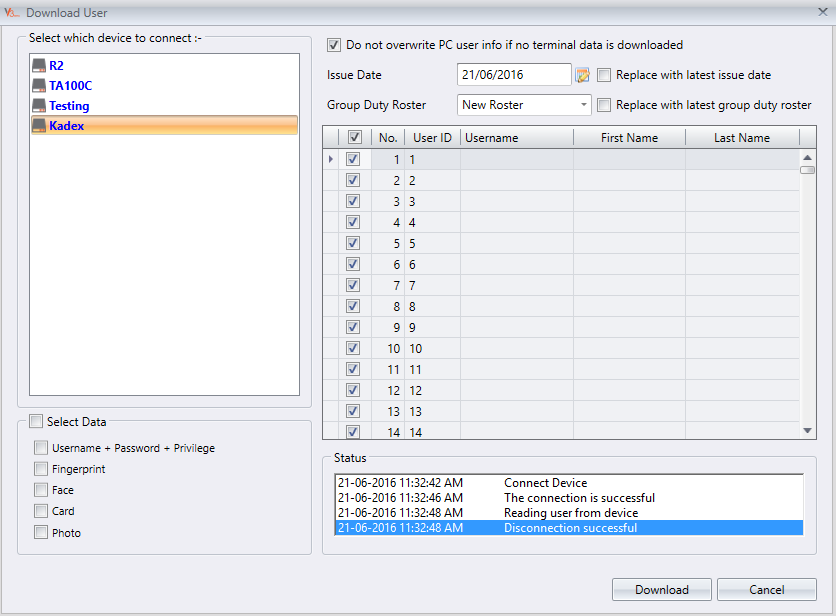 Download User
Select which device to connect :-
R2
TA100C
Testing
Kadex
Select Data
Username + Password + Privilege
Fingerprint
Face
Card
Photo
Do not overwrite PC user info if no terminal data is downloaded
Issue Date 21/06/2016 Replace with latest issue date
Group Duty Roster New Roster Replace with latest group duty roster
No. User ID Username First Name Last Name
1 1
2 2
3 3
4 4
5 5
6 6
7 7
8 8
9 9
10 10
11 11
12 12
13 13
14 14
Status
21-06-2016 11:32:42 AM Connect Device
21-06-2016 11:32:46 AM The connection is successful
21-06-2016 11:32:48 AM Reading user from device
21-06-2016 11:32:48 AM Disconnection successful
Download Cancel